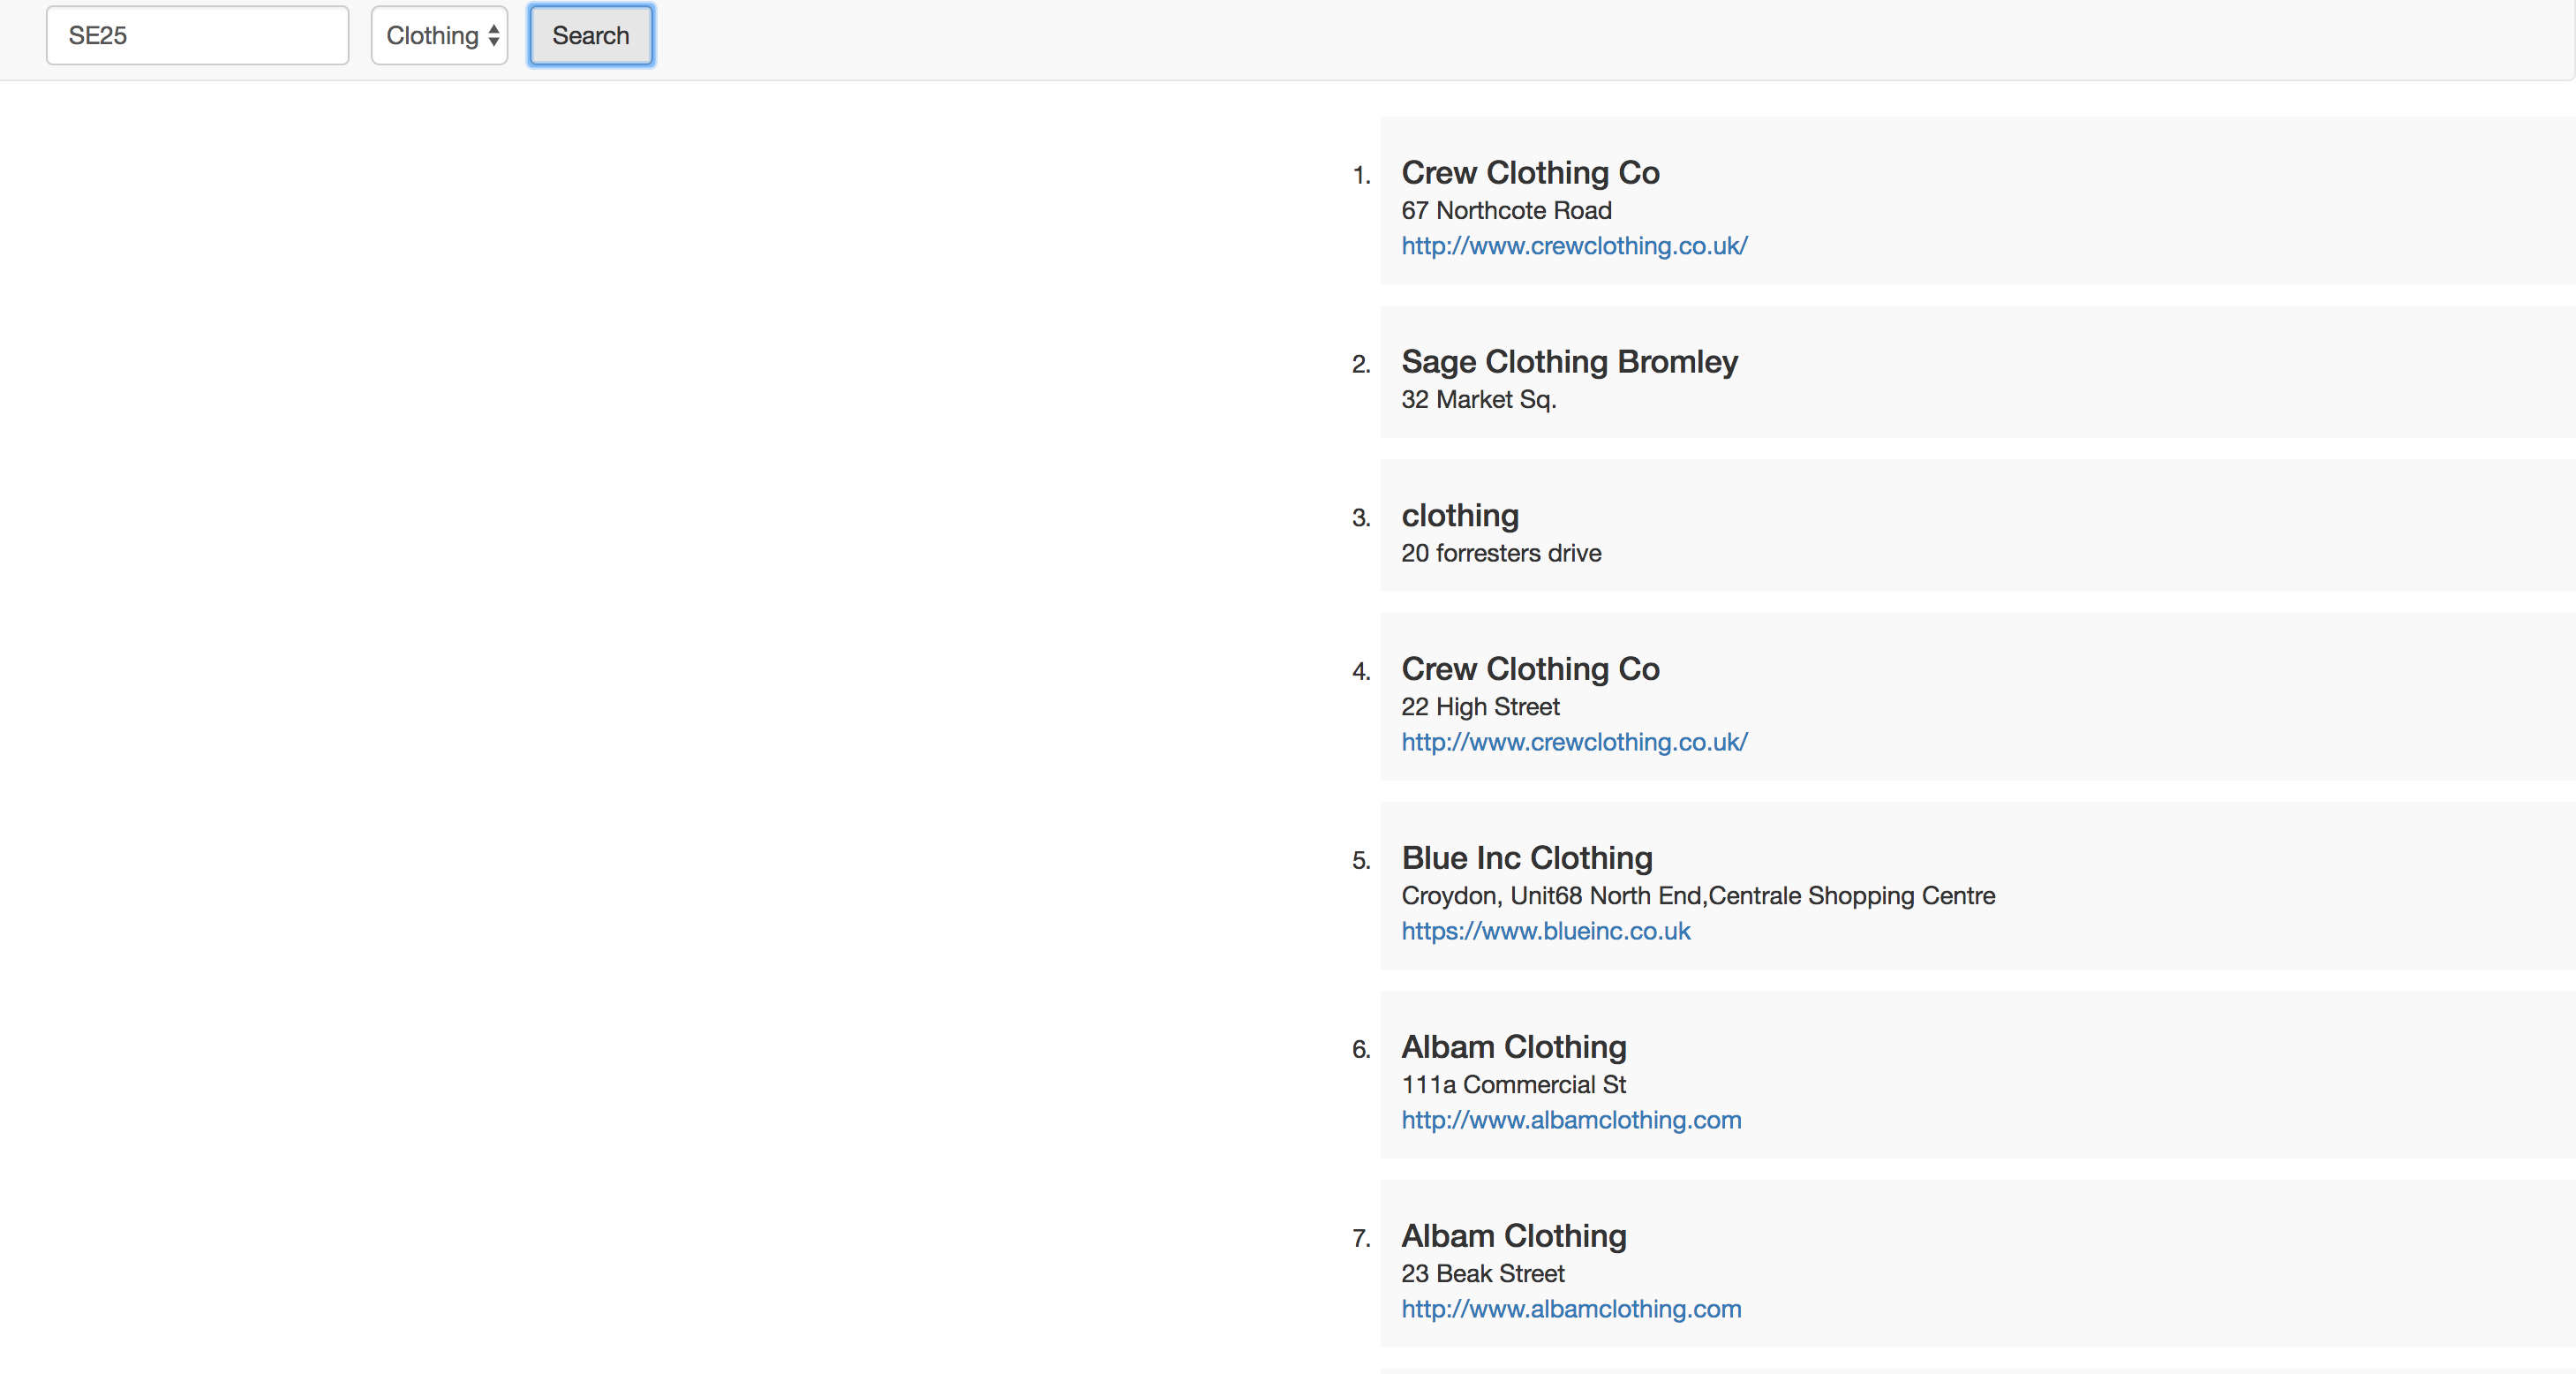 SE25 Clothing Search
1. Crew Clothing Co
67 Northcote Road
http://www.crewclothing.co.uk/
2. Sage Clothing Bromley
32 Market Sq.
3. clothing
20 forresters drive
4. Crew Clothing Co
22 High Street
http://www.crewclothing.co.uk/
5. Blue Inc Clothing
Croydon, Unit68 North End,Centrale Shopping Centre
https://www.blueinc.co.uk
6. Albam Clothing
111a Commercial St
http://www.albamclothing.com
7. Albam Clothing
23 Beak Street
http://www.albamclothing.com